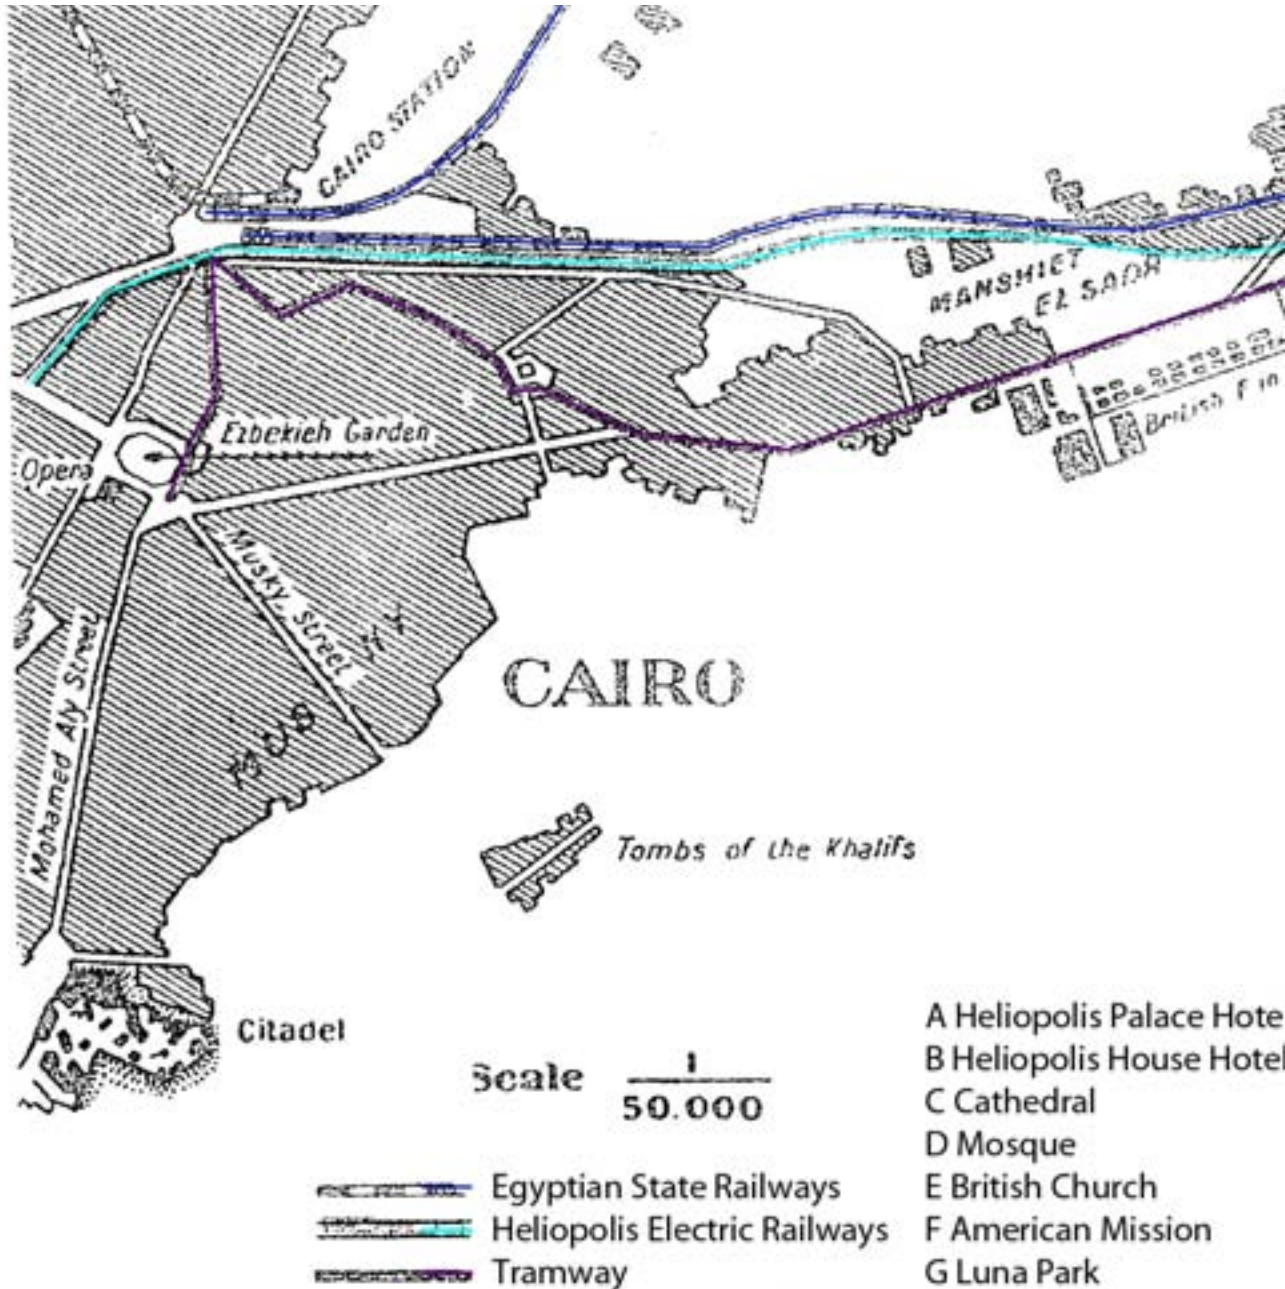 CAIRO STATION
MANSHIET
EL SADR
British
Ezbekieh Garden
Opera
Musky Street
Mohamed Aly Street
MUS
CAIRO
Tombs of the Khalifs
Citadel
Scale 1
50.000
A Heliopolis Palace Hote
B Heliopolis House Hotel
C Cathedral
D Mosque
E British Church
F American Mission
G Luna Park
Egyptian State Railways
Heliopolis Electric Railways
Tramway